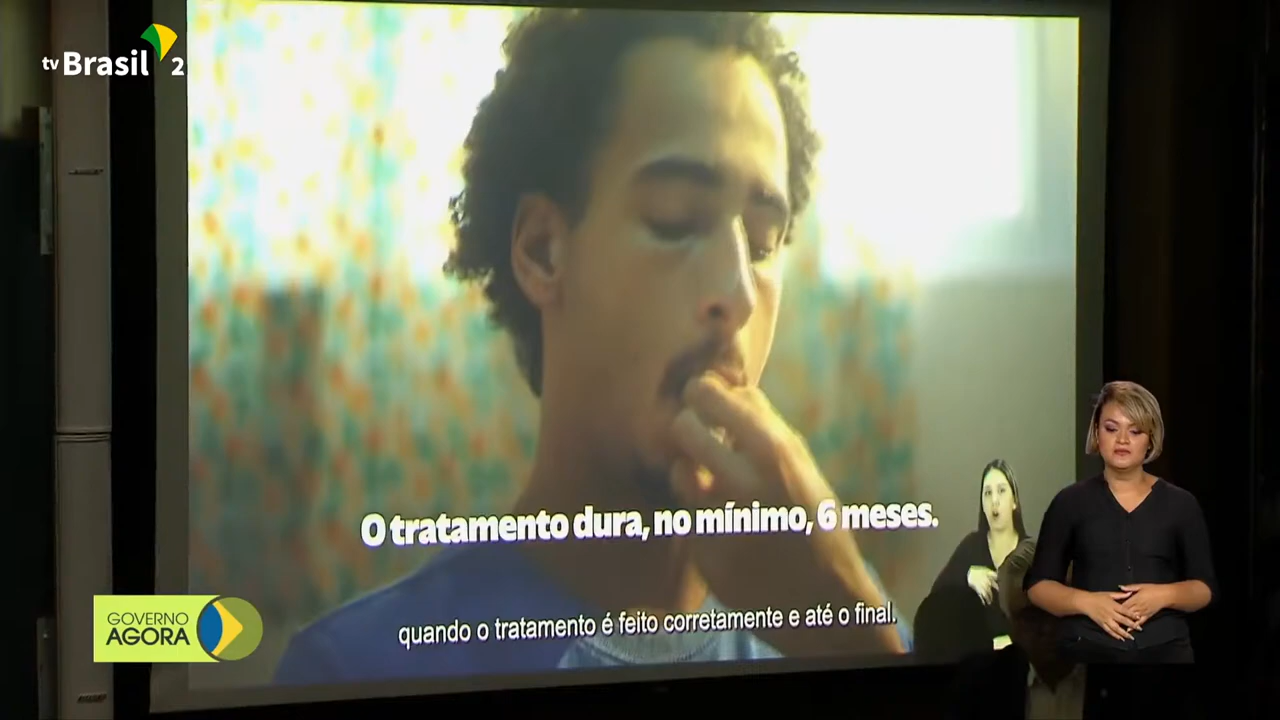 tv Brasil 2
O tratamento dura, no mínimo, 6 meses.
quando o tratamento é feito corretamente e até o final.
GOVERNO
AGORA